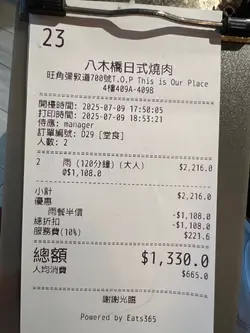 23
八木橋日式燒肉
旺角彌敦道700號T.O.P This is Our Place
4樓409A-409B
開檯時間: 2025-07-09 17:50:05
打印時間: 2025-07-09 18:53:21
侍應: manager
訂單編號: D29 [堂食]
人數: 2
2 雨 (120分鐘) (大人) $2,216.0
@$1,108.0
小計 $2,216.0
優惠
雨餐半價 -$1,108.0
總折扣 -$1,108.0
服務費(10%) $221.6
總額 $1,330.0
人均消費 $665.0
謝謝光臨
Powered by Eats365